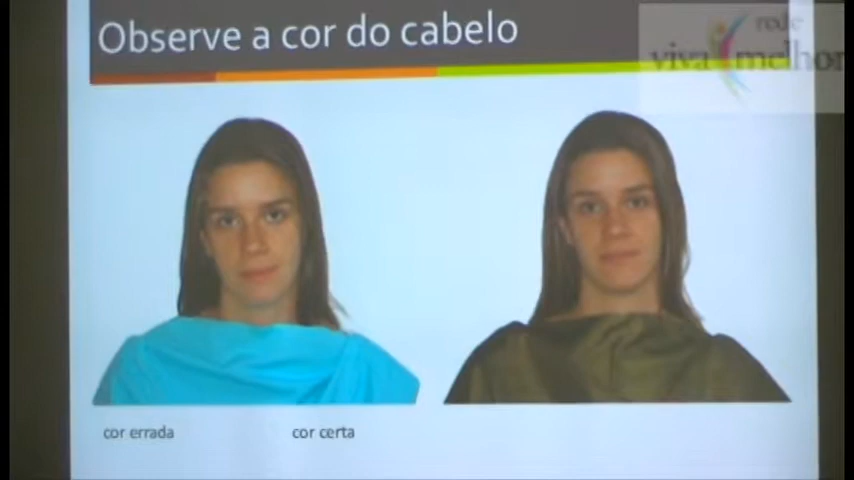 Observe a cor do cabelo
rede
viva melhor
cor errada
cor certa